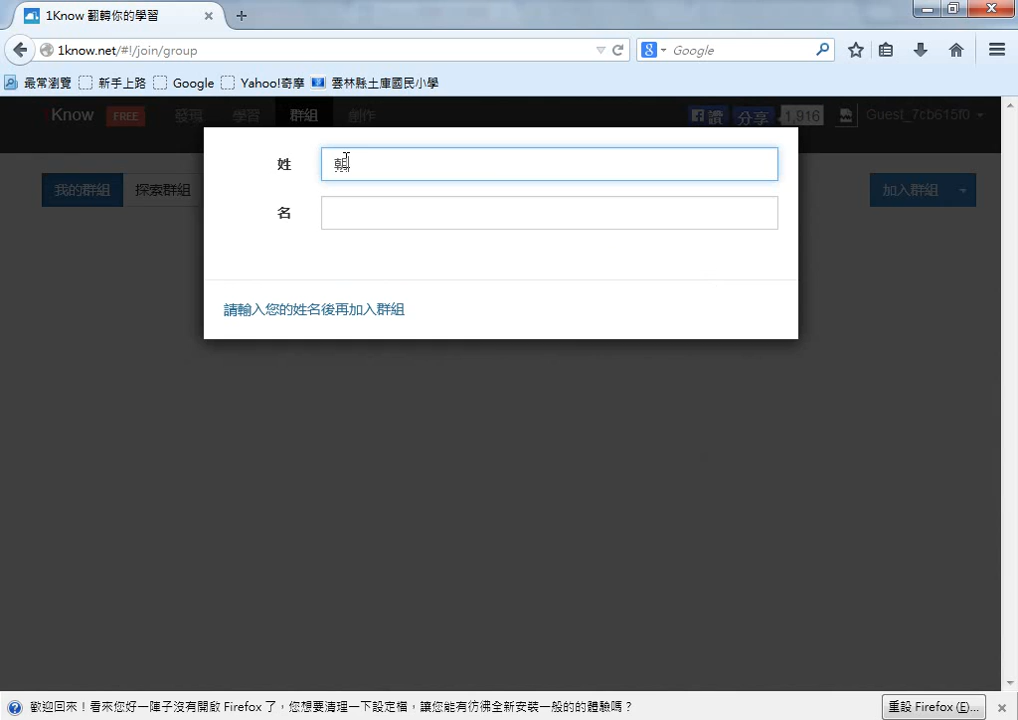 1Know 翻轉你的學習
1know.net/#!/join/group
Google
最常瀏覽 新手上路 Google Yahoo!奇摩 雲林縣土庫國民小學
1Know FREE 發現 學習 群組 創作 讚 分享 1,916 Guest_7cb615f0
姓
我的群組 探索群組 加入群組
名
請輸入您的姓名後再加入群組
歡迎回來！看來您好一陣子沒有開啟 Firefox 了，您想要清理一下設定檔，讓您能有彷彿全新安裝一般的的體驗嗎？ 重設 Firefox (E)...